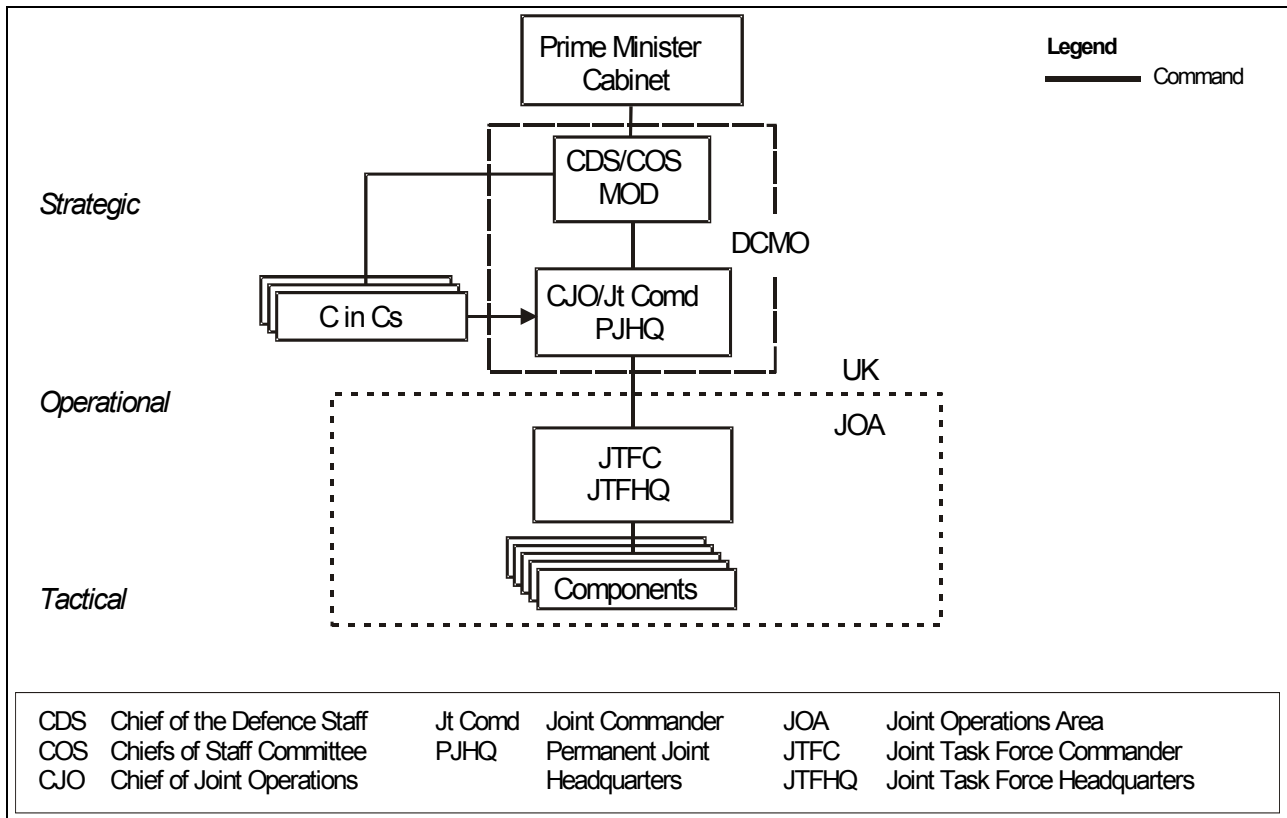 Prime Minister
Cabinet
Legend
Command
CDS/COS
MOD
Strategic
DCMO
CJO/Jt Comd
PJHQ
C in Cs
UK
Operational
JOA
JTFC
JTFHQ
Components
Tactical
CDS Chief of the Defence Staff
COS Chiefs of Staff Committee
CJO Chief of Joint Operations
Jt Comd Joint Commander
PJHQ Permanent Joint
Headquarters
JOA Joint Operations Area
JTFC Joint Task Force Commander
JTFHQ Joint Task Force Headquarters